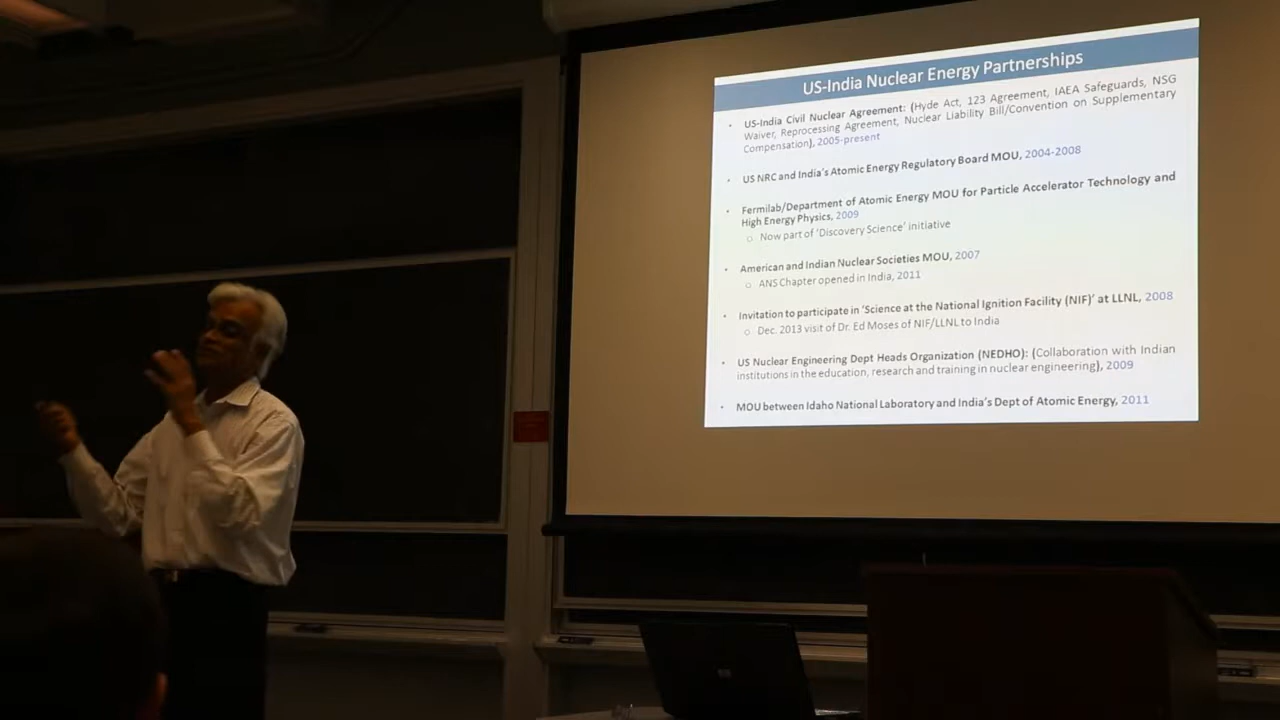 US-India Nuclear Energy Partnerships
• US-India Civil Nuclear Agreement: (Hyde Act, 123 Agreement, IAEA Safeguards, NSG
Waiver, Reprocessing Agreement, Nuclear Liability Bill/Convention on Supplementary
Compensation), 2005-present
• US NRC and India's Atomic Energy Regulatory Board MOU, 2004-2008
• Fermilab/Department of Atomic Energy MOU for Particle Accelerator Technology and
High Energy Physics, 2009
o Now part of 'Discovery Science' initiative
• American and Indian Nuclear Societies MOU, 2007
o ANS Chapter opened in India, 2011
• Invitation to participate in 'Science at the National Ignition Facility (NIF)' at LLNL, 2008
o Dec. 2013 visit of Dr. Ed Moses of NIF/LLNL to India
• US Nuclear Engineering Dept Heads Organization (NEDHO): (Collaboration with Indian
institutions in the education, research and training in nuclear engineering), 2009
• MOU between Idaho National Laboratory and India's Dept of Atomic Energy, 2011